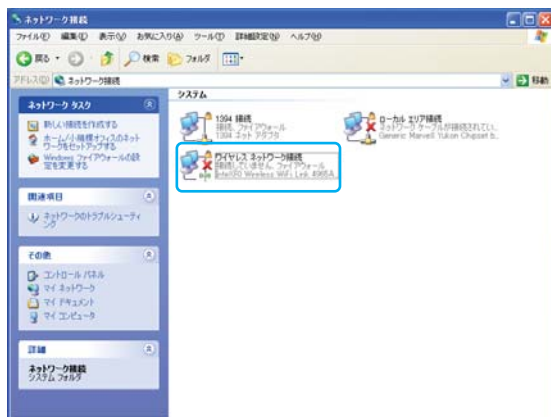 ネットワーク接続
ファイル(F) 編集(E) 表示(V) お気に入り(A) ツール(T) 詳細設定(N) ヘルプ(H)
戻る 検索 フォルダ
アドレス(D) ネットワーク接続 移動
ネットワーク タスク
新しい接続を作成する
ホーム/小規模オフィスのネット
ワークをセットアップする
Windows ファイアウォールの設
定を変更する
関連項目
ネットワークのトラブルシューティ
ング
その他
コントロール パネル
マイ ネットワーク
マイ ドキュメント
マイ コンピュータ
詳細
ネットワーク接続
システム フォルダ
システム
1394 接続
接続, ファイアウォール
1394 ネット アダプタ
ローカル エリア接続
ネットワーク ケーブルが接続されてい...
Generic Marvell Yukon Chipset b...
ワイヤレス ネットワーク接続
接続していません, ファイアウォール
Intel(R) Wireless WiFi Link 4965A...